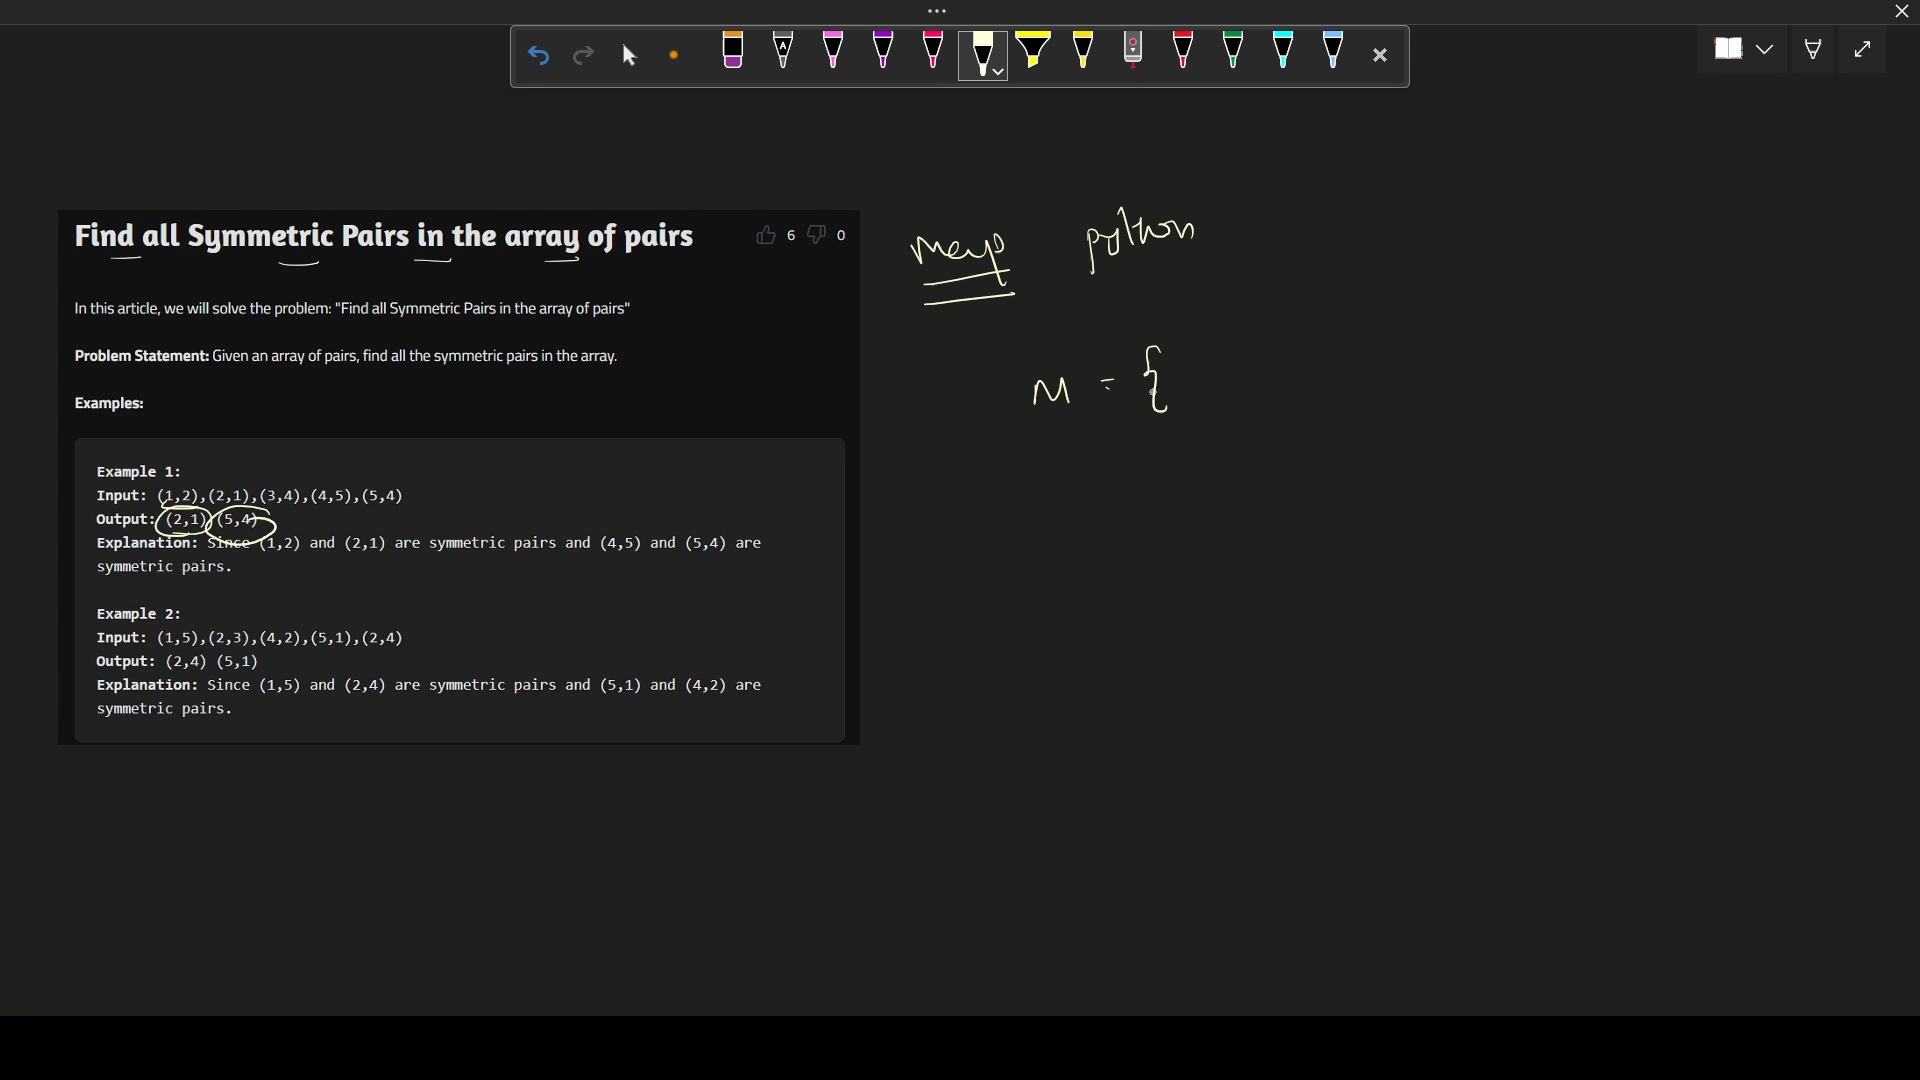 Find all Symmetric Pairs in the array of pairs
6 0
In this article, we will solve the problem: "Find all Symmetric Pairs in the array of pairs"
Problem Statement: Given an array of pairs, find all the symmetric pairs in the array.
Examples:
Example 1:
Input: (1,2),(2,1),(3,4),(4,5),(5,4)
Output: (2,1) (5,4)
Explanation: Since (1,2) and (2,1) are symmetric pairs and (4,5) and (5,4) are
symmetric pairs.
Example 2:
Input: (1,5),(2,3),(4,2),(5,1),(2,4)
Output: (2,4) (5,1)
Explanation: Since (1,5) and (2,4) are symmetric pairs and (5,1) and (4,2) are
symmetric pairs.
Map python
M = {